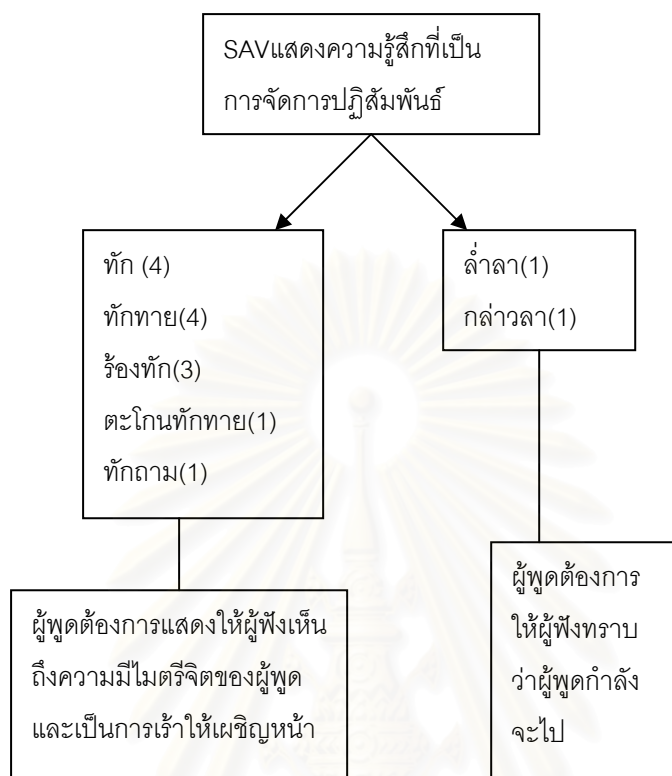 SAVแสดงความรู้สึกที่เป็น
การจัดการปฏิสัมพันธ์
ทัก (4)
ทักทาย(4)
ร้องทัก(3)
ตะโกนทักทาย(1)
ทักถาม(1)
ล่ำลา(1)
กล่าวลา(1)
ผู้พูดต้องการแสดงให้ผู้ฟังเห็น
ถึงความมีไมตรีจิตของผู้พูด
และเป็นการเร้าให้เผชิญหน้า
ผู้พูดต้องการ
ให้ผู้ฟังทราบ
ว่าผู้พูดกำลัง
จะไป